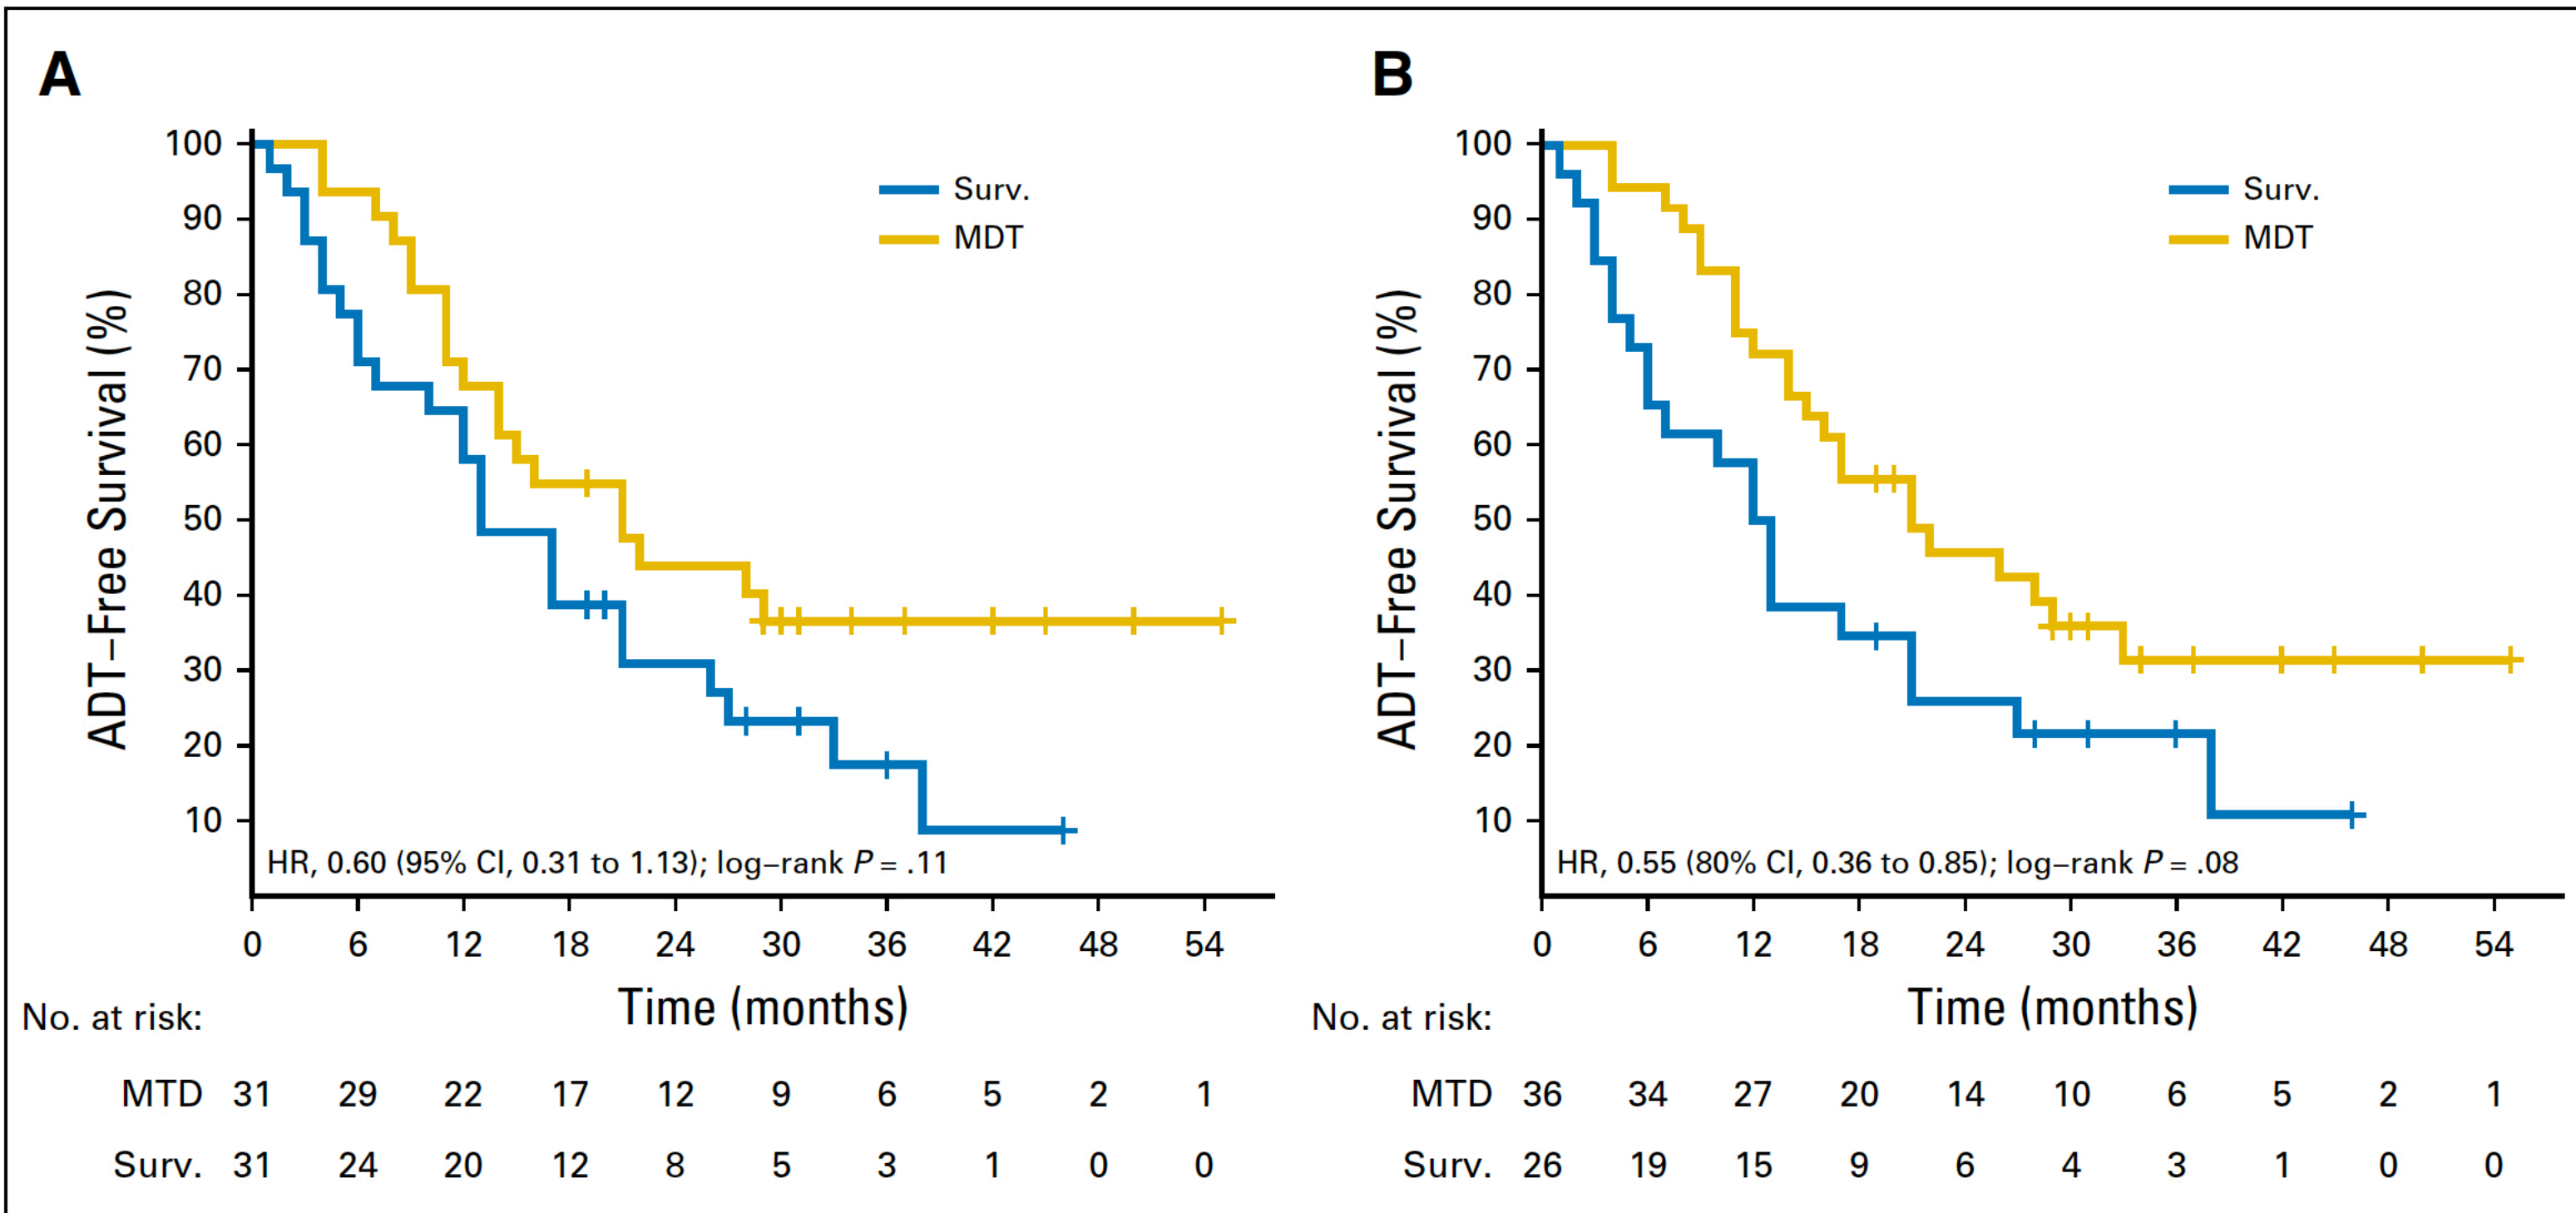 A
ADT–Free Survival (%)
100
90
80
70
60
50
40
30
20
10
Surv.
MDT
HR, 0.60 (95% CI, 0.31 to 1.13); log–rank P = .11
0 6 12 18 24 30 36 42 48 54
Time (months)
No. at risk:
MTD 31 29 22 17 12 9 6 5 2 1
Surv. 31 24 20 12 8 5 3 1 0 0
B
ADT–Free Survival (%)
100
90
80
70
60
50
40
30
20
10
Surv.
MDT
HR, 0.55 (80% CI, 0.36 to 0.85); log–rank P = .08
0 6 12 18 24 30 36 42 48 54
Time (months)
No. at risk:
MTD 36 34 27 20 14 10 6 5 2 1
Surv. 26 19 15 9 6 4 3 1 0 0